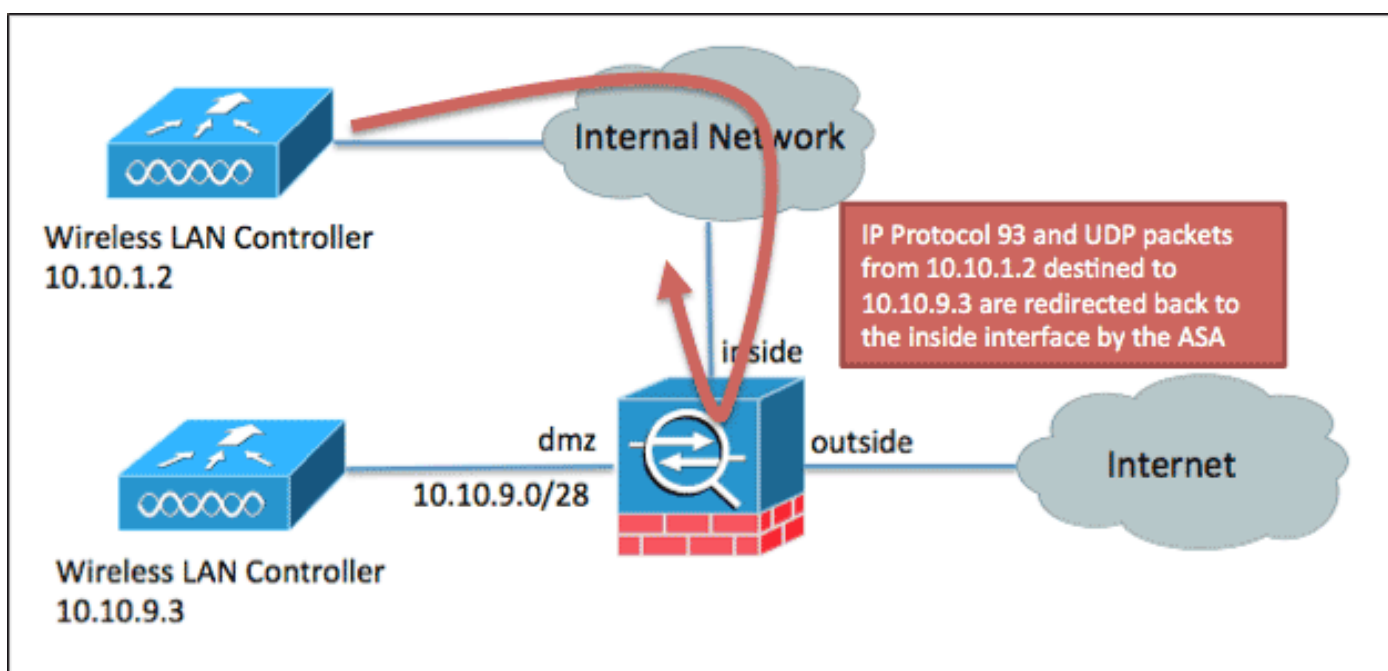 Internal Network
Wireless LAN Controller
10.10.1.2
IP Protocol 93 and UDP packets
from 10.10.1.2 destined to
10.10.9.3 are redirected back to
the inside interface by the ASA
inside
dmz
outside
10.10.9.0/28
Internet
Wireless LAN Controller
10.10.9.3